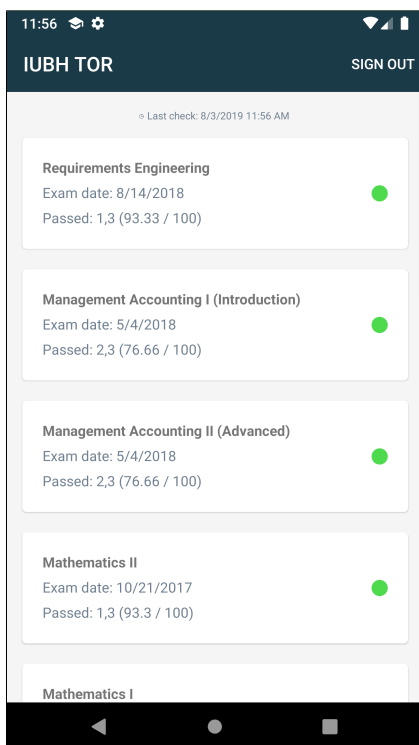 11:56
IUBH TOR
SIGN OUT
Last check: 8/3/2019 11:56 AM
Requirements Engineering
Exam date: 8/14/2018
Passed: 1,3 (93.33 / 100)
Management Accounting I (Introduction)
Exam date: 5/4/2018
Passed: 2,3 (76.66 / 100)
Management Accounting II (Advanced)
Exam date: 5/4/2018
Passed: 2,3 (76.66 / 100)
Mathematics II
Exam date: 10/21/2017
Passed: 1,3 (93.3 / 100)
Mathematics I